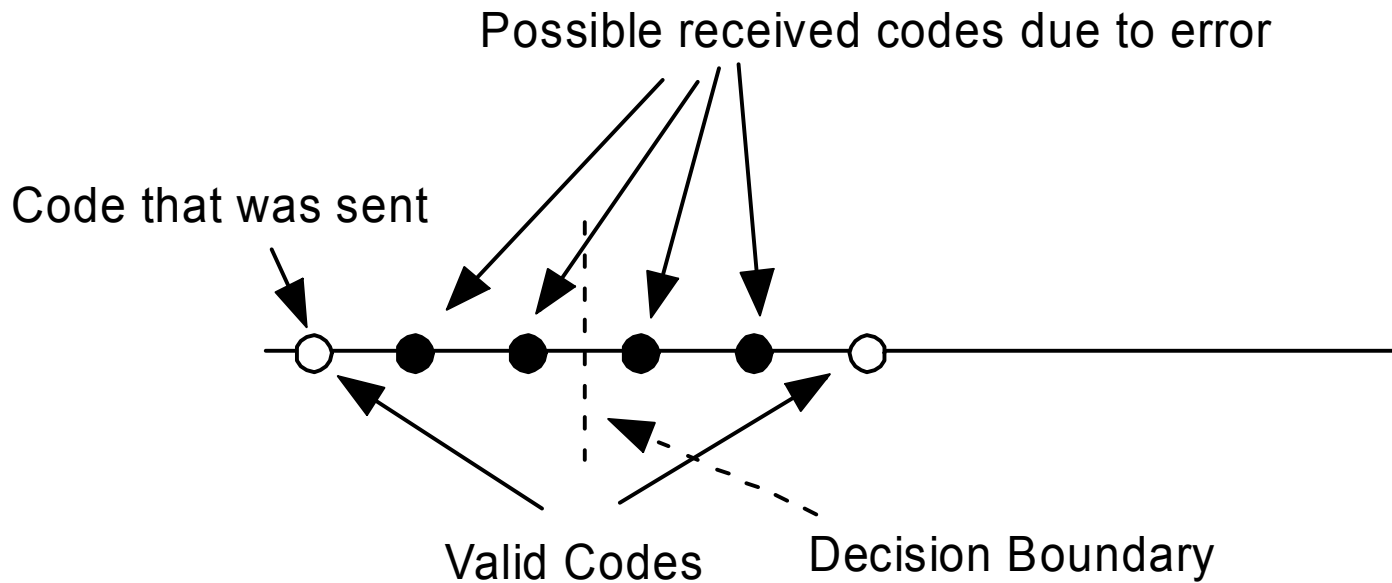 Possible received codes due to error
Code that was sent
Valid Codes
Decision Boundary